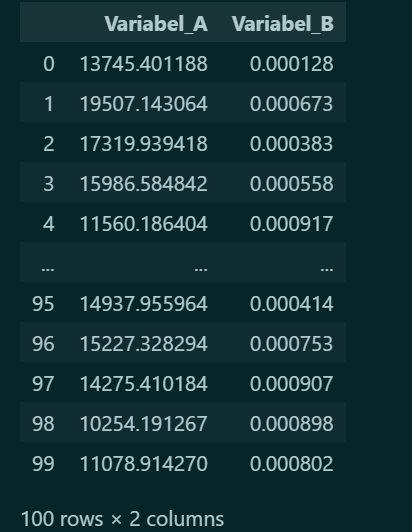 Variabel_A Variabel_B
0 13745.401188 0.000128
1 19507.143064 0.000673
2 17319.939418 0.000383
3 15986.584842 0.000558
4 11560.186404 0.000917
... ... ...
95 14937.955964 0.000414
96 15227.328294 0.000753
97 14275.410184 0.000907
98 10254.191267 0.000898
99 11078.914270 0.000802
100 rows × 2 columns